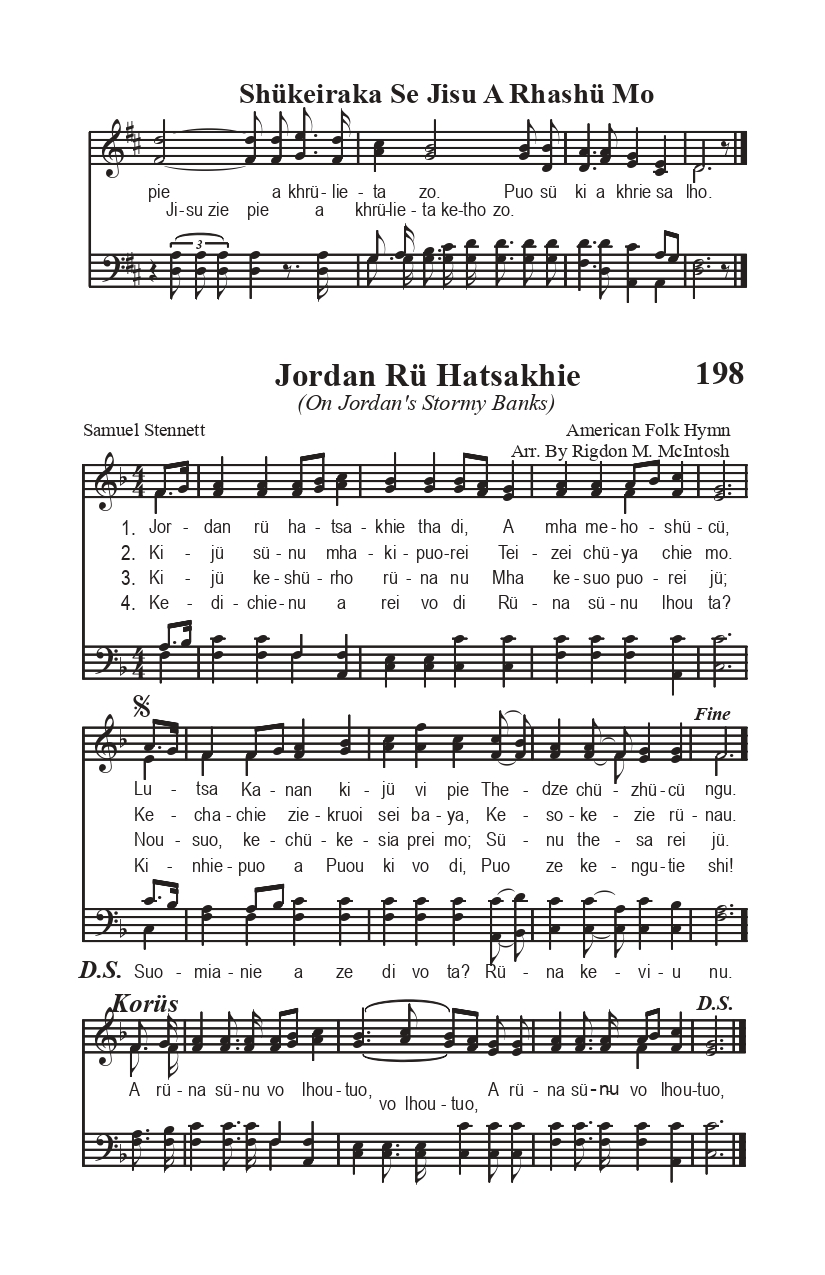 Shükeiraka Se Jisu A Rhashü Mo
pie a khrü-lie-ta zo. Puo sü ki a khrie sa lho.
Ji-su zie pie a khrü-lie-ta ke-tho zo.
3
Jordan Rü Hatsakhie 198
(On Jordan's Stormy Banks)
Samuel Stennett American Folk Hymn
Arr. By Rigdon M. McIntosh
1. Jor - dan rü ha - tsa - khie tha di, A mha me - ho - shü - cü,
2. Ki - jü sü - nu mha - ki - puo-rei Tei - zei chü - ya chie mo.
3. Ki - jü ke - shü - rho rü - na nu Mha ke - suo puo - rei jü;
4. Ke - di - chie-nu a rei vo di Rü - na sü - nu lhou ta?
Fine
Lu - tsa Ka - nan ki - jü vi pie The - dze chü - zhü-cü ngu.
Ke - cha - chie zie - kruoi sei ba - ya, Ke - so - ke - zie rü - nau.
Nou - suo, ke - chü - ke - sia prei mo; Sü - nu the - sa rei jü.
Ki - nhie-puo a Puou ki vo di, Puo ze ke - ngu-tie shi!
D.S. Suo - mia - nie a ze di vo ta? Rü - na ke - vi - u nu.
Korüs D.S.
A rü-na sü-nu vo lhou-tuo, A rü-na sü-nu vo lhou-tuo,
vo lhou-tuo,